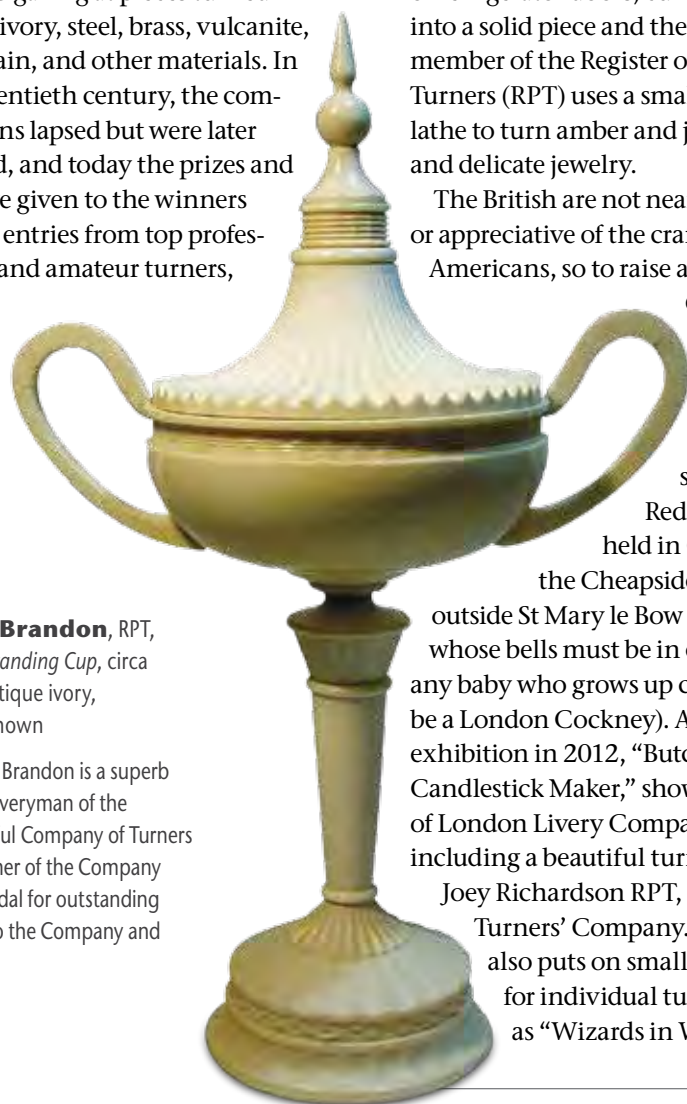 ivory, steel, brass, vulcanite,
ain, and other materials. In
entieth century, the com-
ns lapsed but were later
d, and today the prizes and
e given to the winners
entries from top profes-
and amateur turners,
Brandon, RPT,
anding Cup, circa
tique ivory,
nown
Brandon is a superb
veryman of the
ul Company of Turners
ner of the Company
dal for outstanding
o the Company and
into a solid piece and the
member of the Register o
Turners (RPT) uses a sma
lathe to turn amber and j
and delicate jewelry.
The British are not nea
or appreciative of the cra
Americans, so to raise a
s
Red
held in
the Cheapside
outside St Mary le Bow
whose bells must be in
any baby who grows up
be a London Cockney). A
exhibition in 2012, “Butc
Candlestick Maker,” show
of London Livery Compa
including a beautiful tur
Joey Richardson RPT,
Turners’ Company.
also puts on small
for individual tu
as “Wizards in W